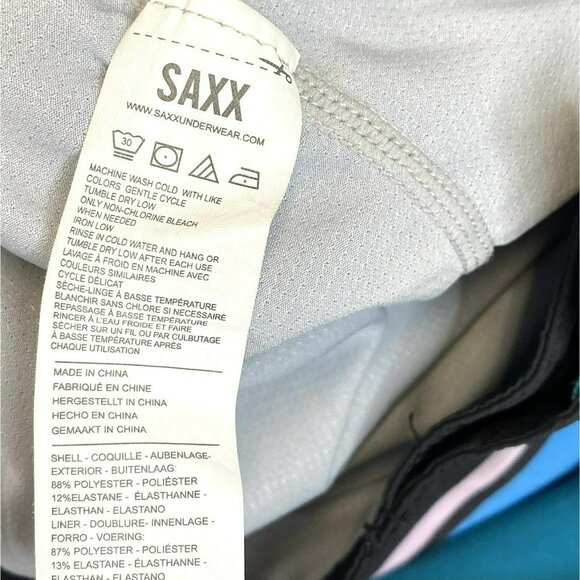 SAXX
WWW.SAXXUNDERWEAR.COM
30
MACHINE WASH COLD WITH LIKE
COLORS GENTLE CYCLE
TUMBLE DRY LOW
ONLY NON-CHLORINE BLEACH
WHEN NEEDED
IRON LOW
RINSE IN COLD WATER AND HANG OR
TUMBLE DRY LOW AFTER EACH USE
LAVAGE À FROID EN MACHINE AVEC
COULEURS SIMILAIRES
CYCLE DÉLICAT
SÈCHE-LINGE À BASSE TEMPÉRATURE
BLANCHIR SANS CHLORE SI NÉCESSAIRE
REPASSAGE À BASSE TEMPÉRATURE
RINCER À L'EAU FROIDE ET FAIRE
SÉCHER SUR UN FIL OU PAR CULBUTAGE
À BASSE TEMPÉRATURE APRÈS
CHAQUE UTILISATION
MADE IN CHINA
FABRIQUÉ EN CHINE
HERGESTELLT IN CHINA
HECHO EN CHINA
GEMAAKT IN CHINA
SHELL - COQUILLE - AUBENLAGE-
EXTERIOR - BUITENLAAG:
88% POLYESTER - POLIÉSTER
12%ELASTANE - ÉLASTHANNE -
ELASTHAN - ELASTANO
LINER - DOUBLURE- INNENLAGE -
FORRO - VOERING:
87% POLYESTER - POLIÉSTER
13% ELASTANE - ÉLASTHANNE -
ELASTHAN - ELASTANO